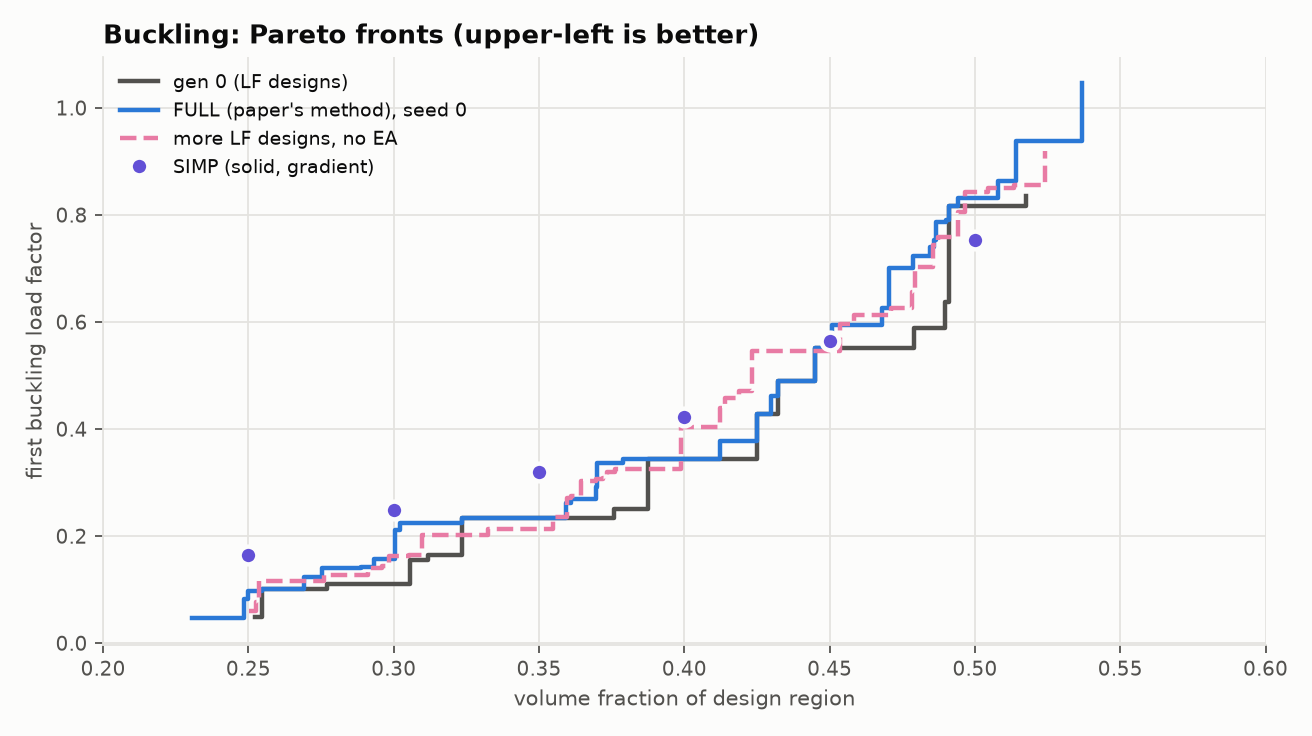 Buckling: Pareto fronts (upper-left is better)
gen 0 (LF designs)
FULL (paper's method), seed 0
more LF designs, no EA
SIMP (solid, gradient)
first buckling load factor
1.0
0.8
0.6
0.4
0.2
0.0
0.20 0.25 0.30 0.35 0.40 0.45 0.50 0.55 0.60
volume fraction of design region